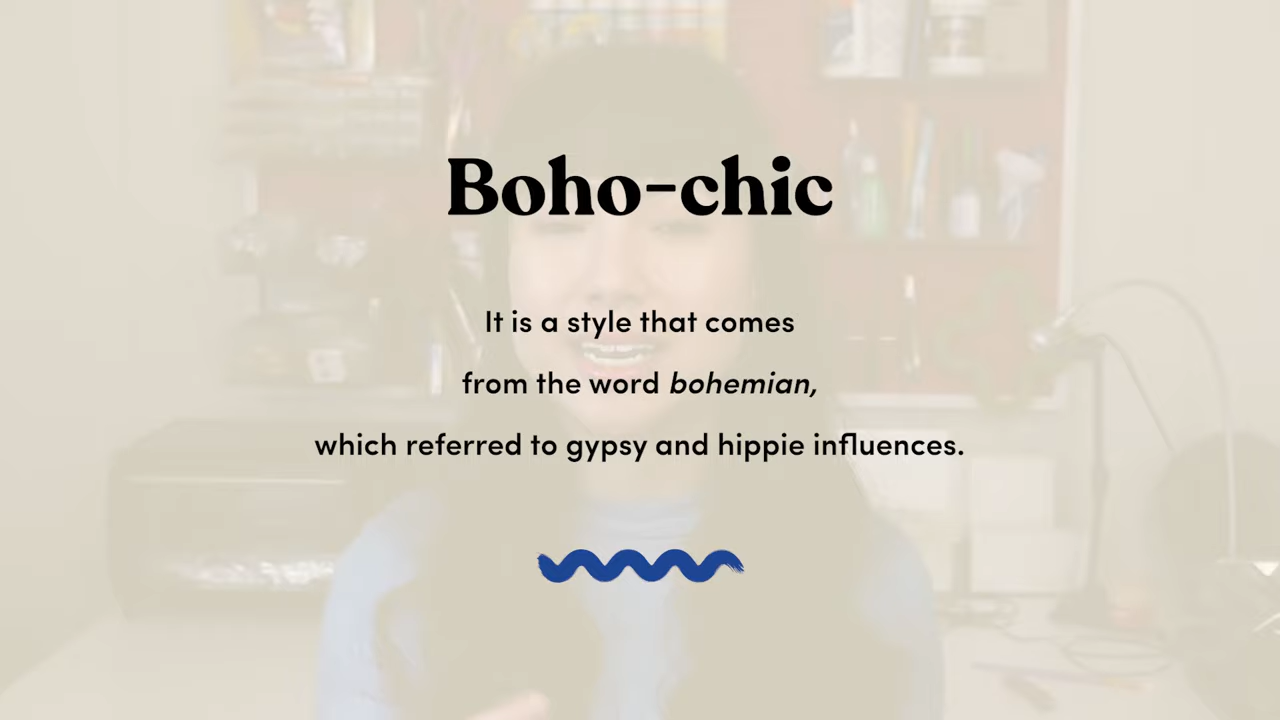 Boho-chic
It is a style that comes
from the word bohemian,
which referred to gypsy and hippie influences.